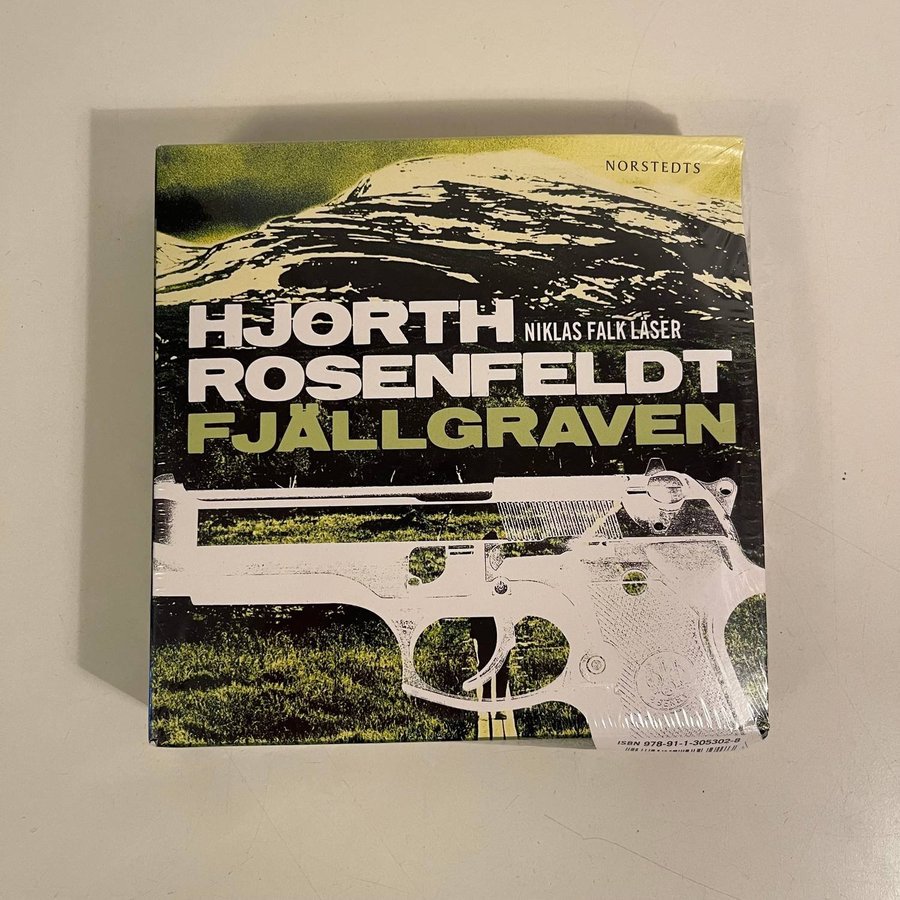 NORSTEDTS
HJORTH
NIKLAS FALK LÄSER
ROSENFELDT
FJÄLLGRAVEN
ISBN 978-91-1-305302-8